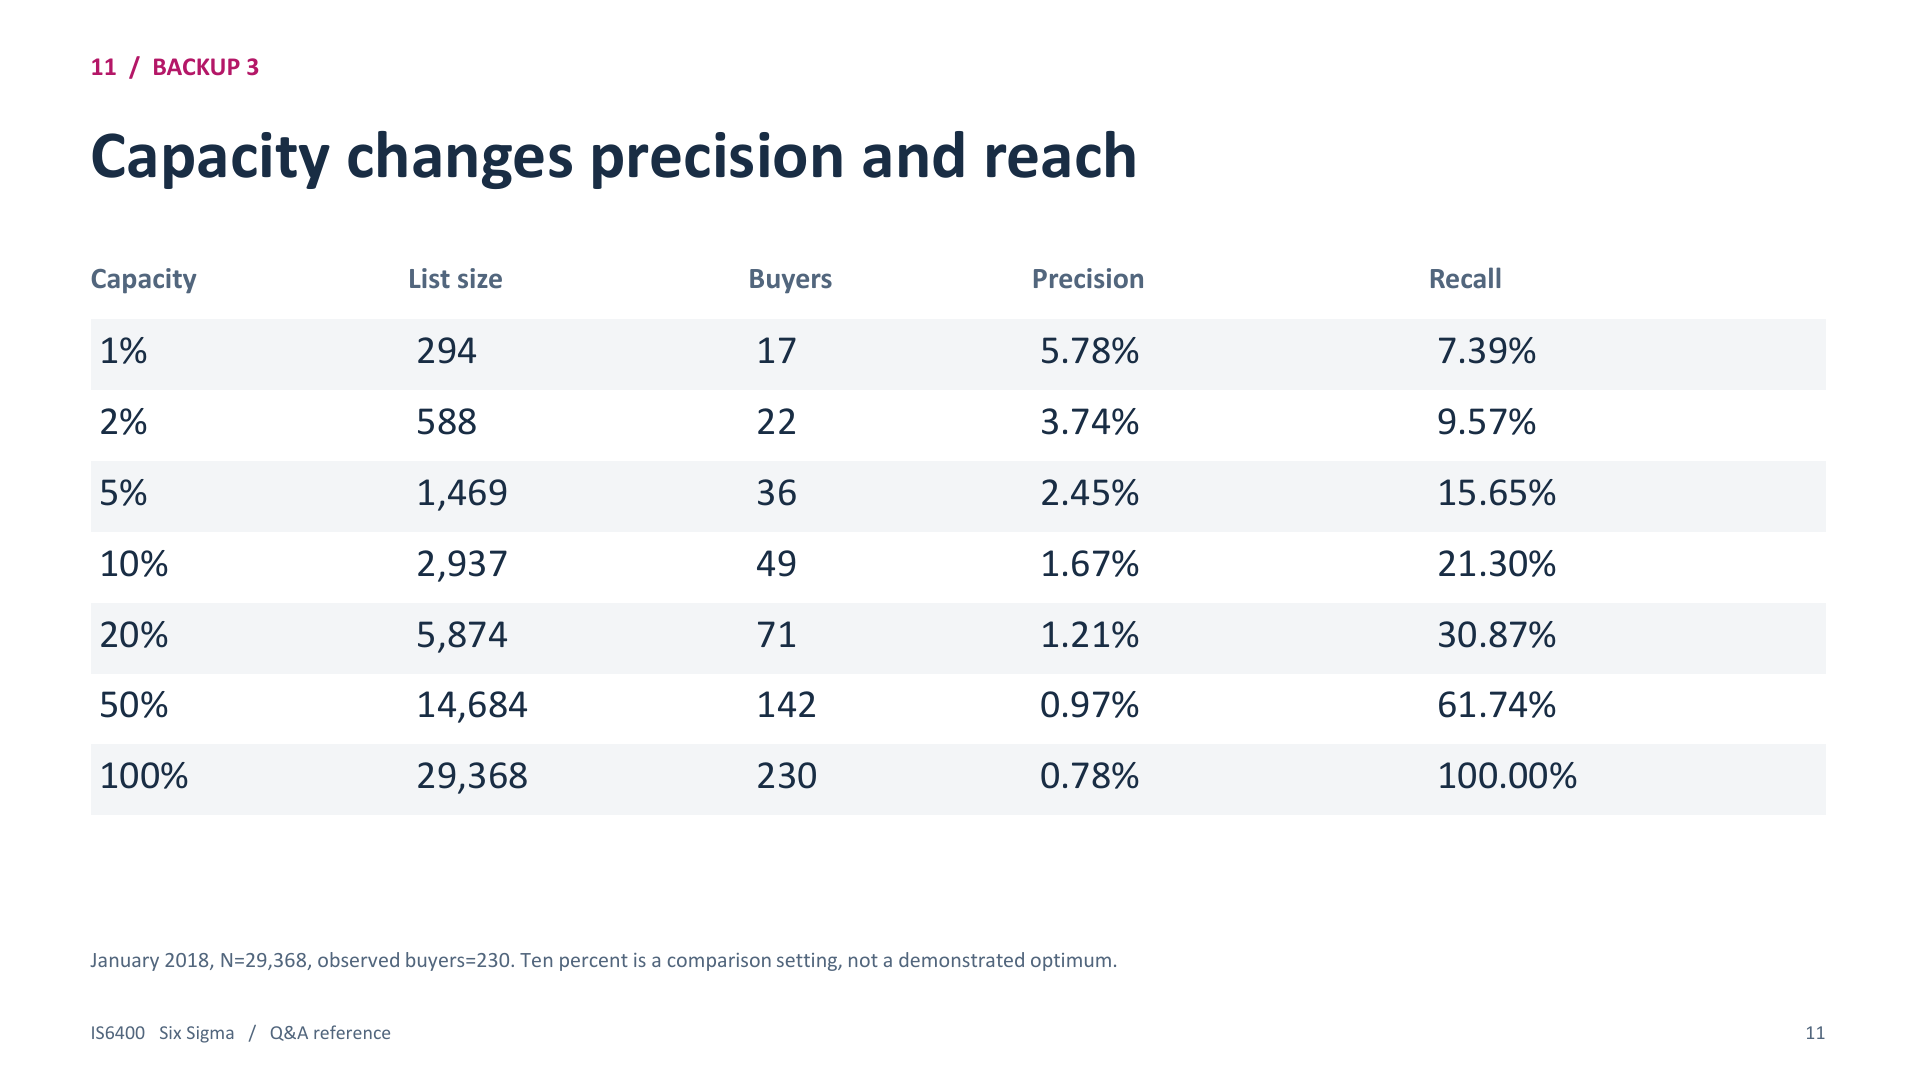 11 / BACKUP 3
Capacity changes precision and reach
Capacity List size Buyers Precision Recall
1% 294 17 5.78% 7.39%
2% 588 22 3.74% 9.57%
5% 1,469 36 2.45% 15.65%
10% 2,937 49 1.67% 21.30%
20% 5,874 71 1.21% 30.87%
50% 14,684 142 0.97% 61.74%
100% 29,368 230 0.78% 100.00%
January 2018, N=29,368, observed buyers=230. Ten percent is a comparison setting, not a demonstrated optimum.
IS6400 Six Sigma / Q&A reference 11